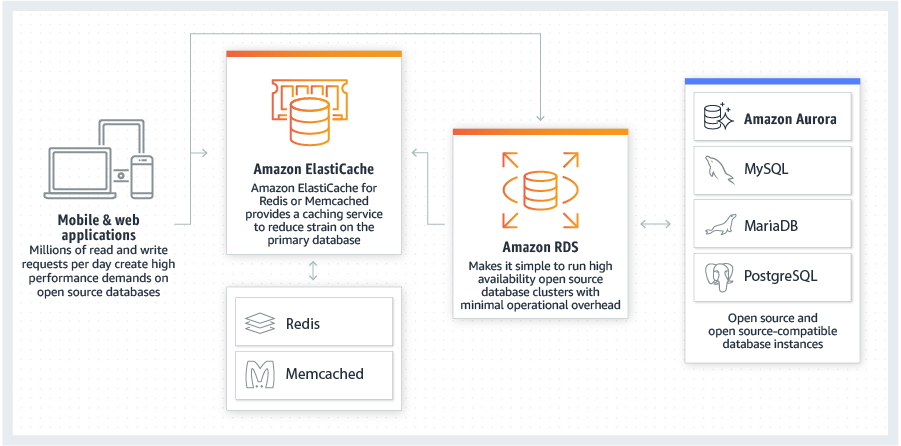 Mobile & web
applications
Millions of read and write
requests per day create high
performance demands on
open source databases
Amazon ElastiCache
Amazon ElastiCache for
Redis or Memcached
provides a caching service
to reduce strain on the
primary database
Redis
Memcached
Amazon RDS
Makes it simple to run high
availability open source
database clusters with
minimal operational overhead
Amazon Aurora
MySQL
MariaDB
PostgreSQL
Open source and
open source-compatible
database instances